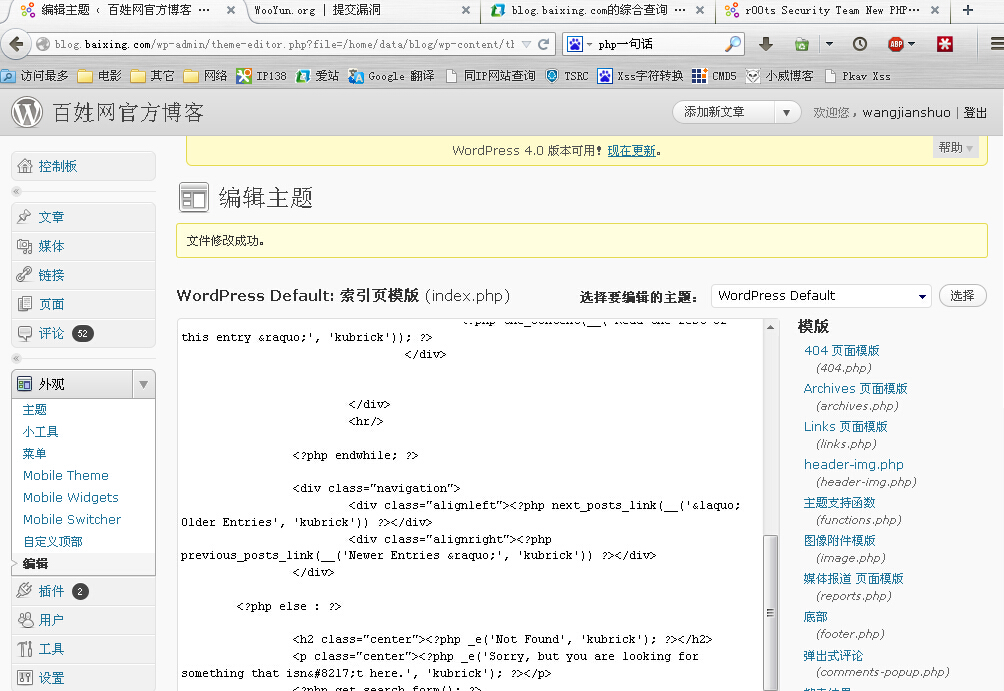 编辑主题 ‹ 百姓网官方博客 ...
WooYun.org | 提交漏洞
blog.baixing.com的综合查询 ...
r00ts Security Team New PHP...
blog.baixing.com/wp-admin/theme-editor.php?file=/home/data/blog/wp-content/th
php一句话
ABP
访问最多 电影 其它 网络 IP138 爱站 Google 翻译 同IP网站查询 TSRC Xss字符转换 CMD5 小威博客 Pkav Xss
百姓网官方博客
添加新文章
欢迎您，wangjianshuo | 登出
WordPress 4.0 版本可用！现在更新。
帮助
控制板
文章
媒体
链接
页面
评论 52
外观
主题
小工具
菜单
Mobile Theme
Mobile Widgets
Mobile Switcher
自定义顶部
编辑
插件 2
用户
工具
设置
编辑主题
文件修改成功。
WordPress Default: 索引页模版 (index.php)
选择要编辑的主题： WordPress Default 选择
<?php the_content(__('Read the rest of
this entry &raquo;', 'kubrick')); ?>
</div>
</div>
<hr/>
<?php endwhile; ?>
<div class="navigation">
<div class="alignleft"><?php next_posts_link(__('&laquo;
Older Entries', 'kubrick')) ?></div>
<div class="alignright"><?php
previous_posts_link(__('Newer Entries &raquo;', 'kubrick')) ?></div>
</div>
<?php else : ?>
<h2 class="center"><?php _e('Not Found', 'kubrick'); ?></h2>
<p class="center"><?php _e('Sorry, but you are looking for
something that isn&#8217;t here.', 'kubrick'); ?></p>
<?php get_search_form(); ?>
模版
404 页面模版
(404.php)
Archives 页面模版
(archives.php)
Links 页面模版
(links.php)
header-img.php
(header-img.php)
主题支持函数
(functions.php)
图像附件模版
(image.php)
媒体报道 页面模版
(reports.php)
底部
(footer.php)
弹出式评论
(comments-popup.php)